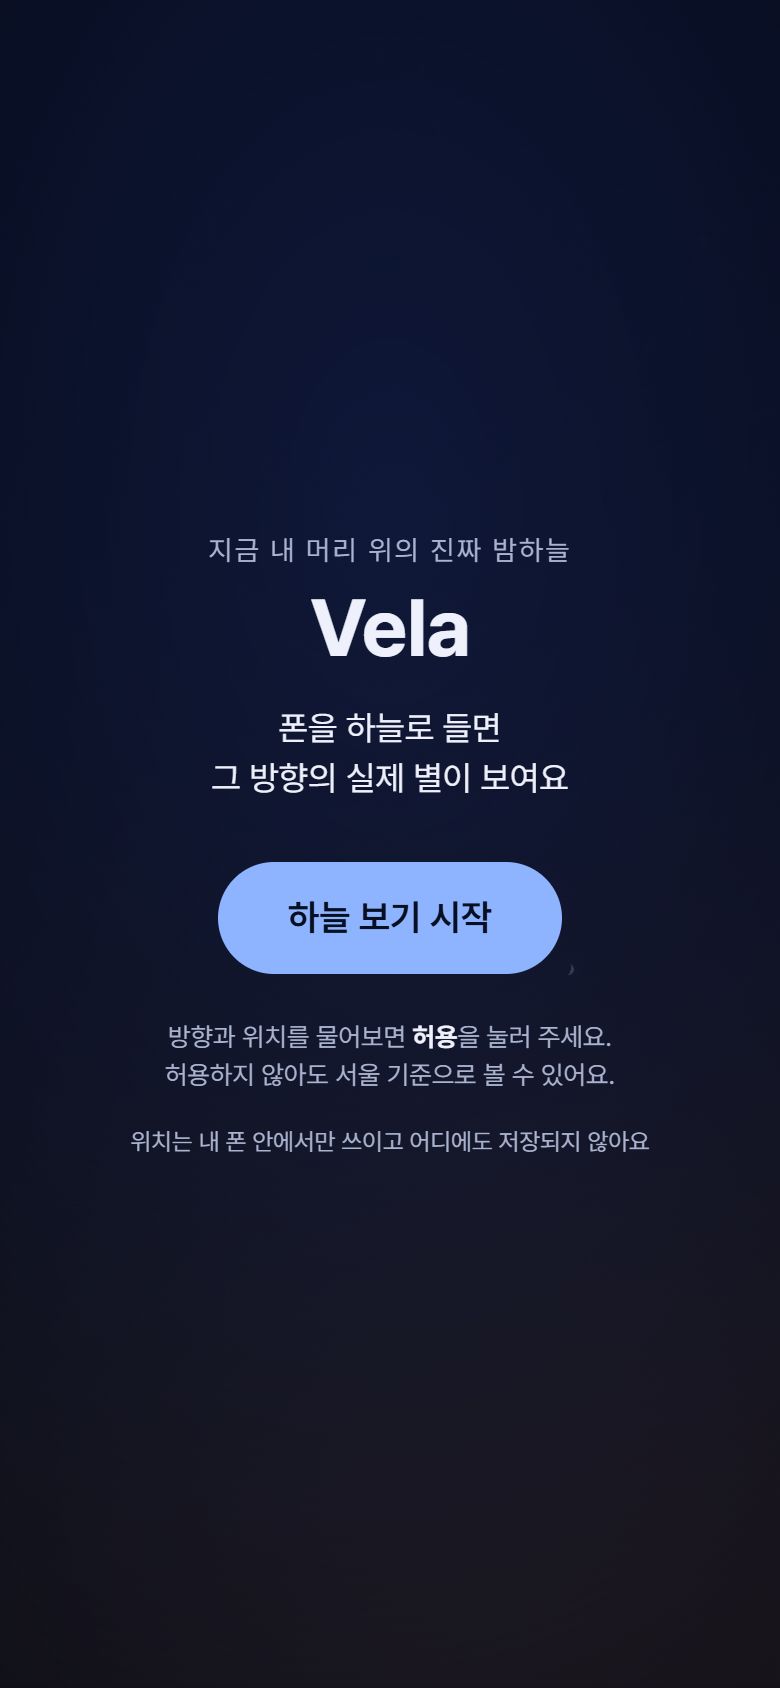 지금 내 머리 위의 진짜 밤하늘
Vela
폰을 하늘로 들면
그 방향의 실제 별이 보여요
하늘 보기 시작
방향과 위치를 물어보면 허용을 눌러 주세요.
허용하지 않아도 서울 기준으로 볼 수 있어요.
위치는 내 폰 안에서만 쓰이고 어디에도 저장되지 않아요